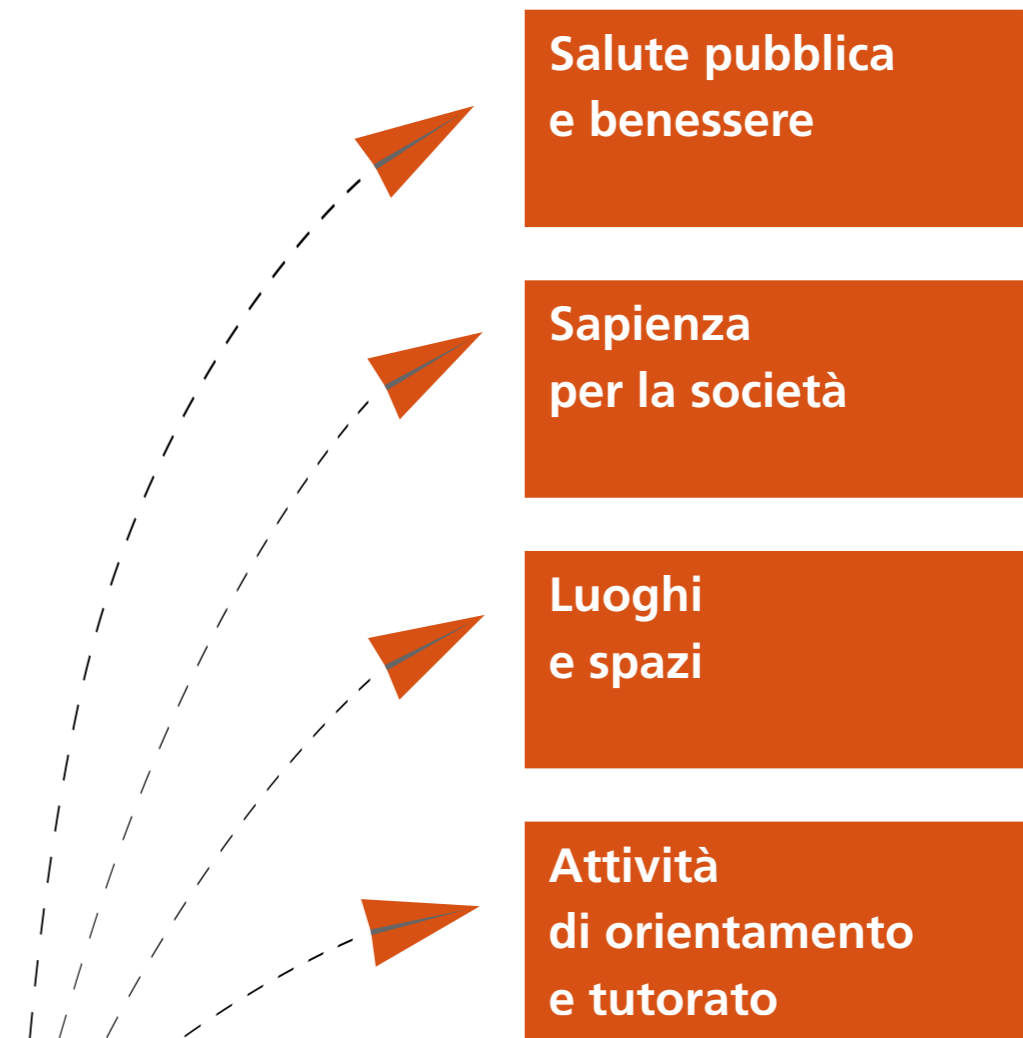 Salute pubblica
e benessere
Sapienza
per la società
Luoghi
e spazi
Attività
di orientamento
e tutorato